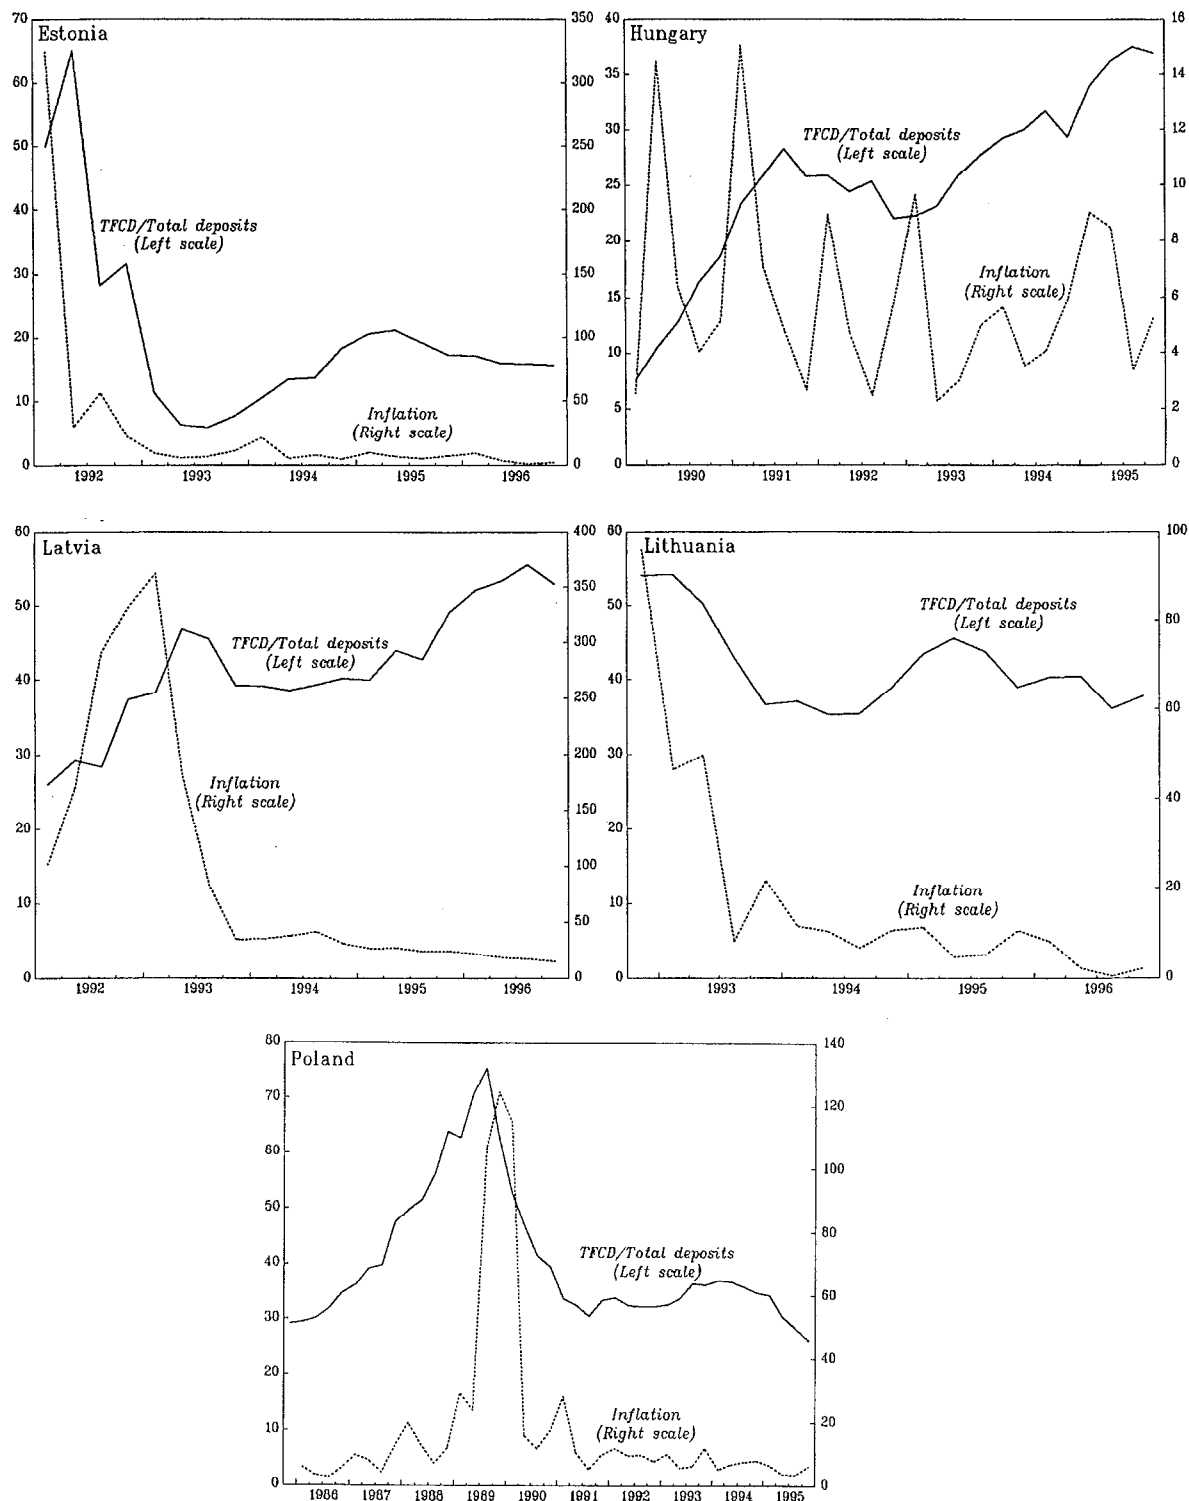 Estonia
70
60
50
40
30
20
10
0
350
300
250
200
150
100
50
0
TFCD/Total deposits
(Left scale)
Inflation
(Right scale)
1992 1993 1994 1995 1996
Hungary
40
35
30
25
20
15
10
5
0
16
14
12
10
8
6
4
2
0
TFCD/Total deposits
(Left scale)
Inflation
(Right scale)
1990 1991 1992 1993 1994 1995
Latvia
60
50
40
30
20
10
0
400
350
300
250
200
150
100
50
0
TFCD/Total deposits
(Left scale)
Inflation
(Right scale)
1992 1993 1994 1995 1996
Lithuania
60
50
40
30
20
10
0
100
80
60
40
20
0
TFCD/Total deposits
(Left scale)
Inflation
(Right scale)
1993 1994 1995 1996
Poland
80
70
60
50
40
30
20
10
0
140
120
100
80
60
40
20
0
TFCD/Total deposits
(Left scale)
Inflation
(Right scale)
1986 1987 1988 1989 1990 1991 1992 1993 1994 1995